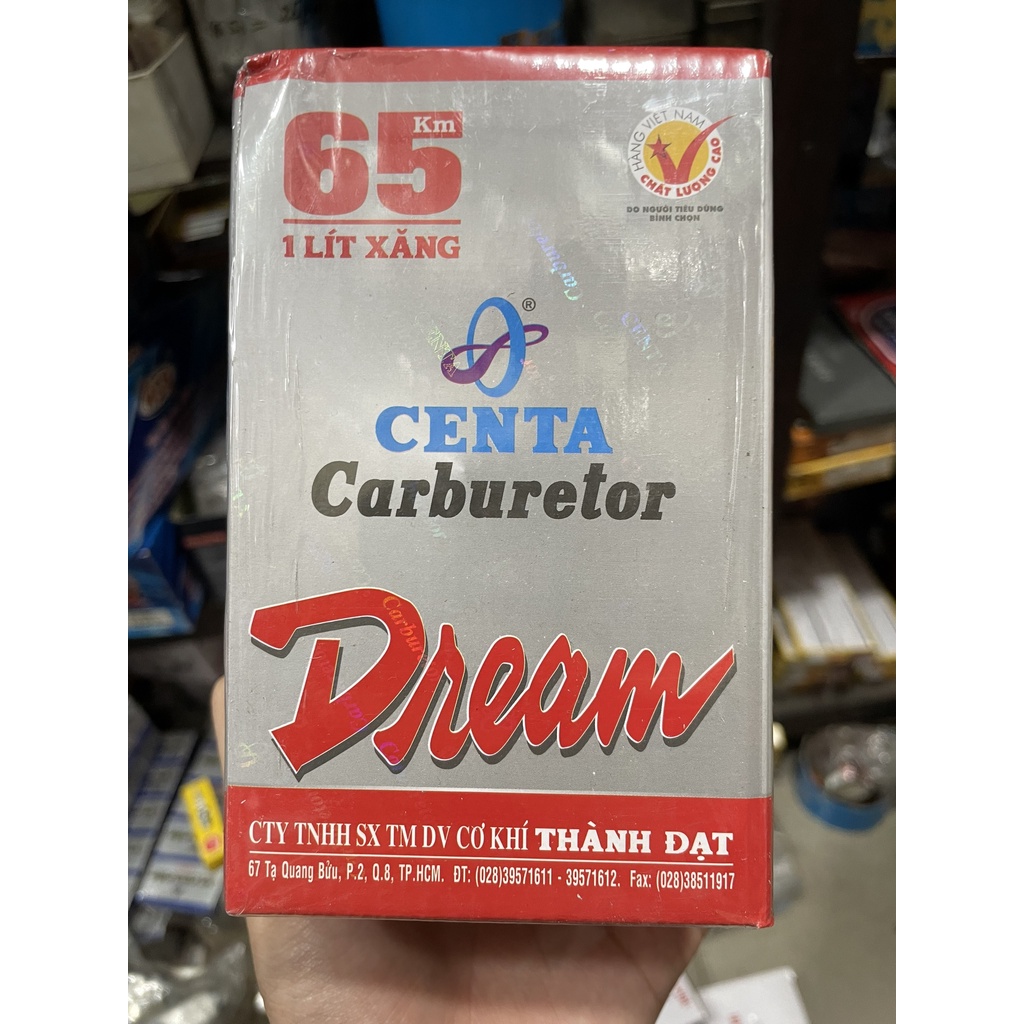 65 Km
1 LÍT XĂNG
HÀNG VIỆT NAM
CHẤT LƯỢNG CAO
DO NGƯỜI TIÊU DÙNG
BÌNH CHỌN
®
CENTA
Carburetor
Dream
CTY TNHH SX TM DV CƠ KHÍ THÀNH ĐẠT
67 Tạ Quang Bửu, P.2, Q.8, TP.HCM. ĐT: (028)39571611 - 39571612. Fax: (028)38511917